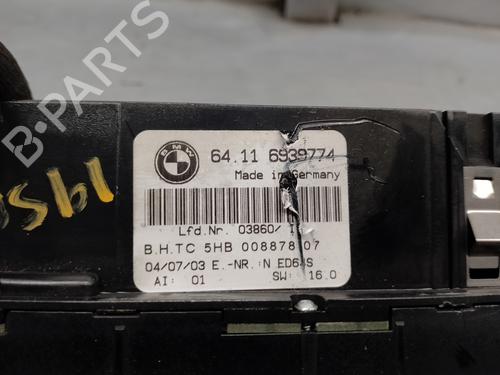 BMW
64.11 6939774
Made in Germany
Lfd.Nr. 03860/
B.H.TC 5HB 008878 07
04/07/03 E.-NR.:N ED64S
AI: 01 SW: 16.0
B-PARTS